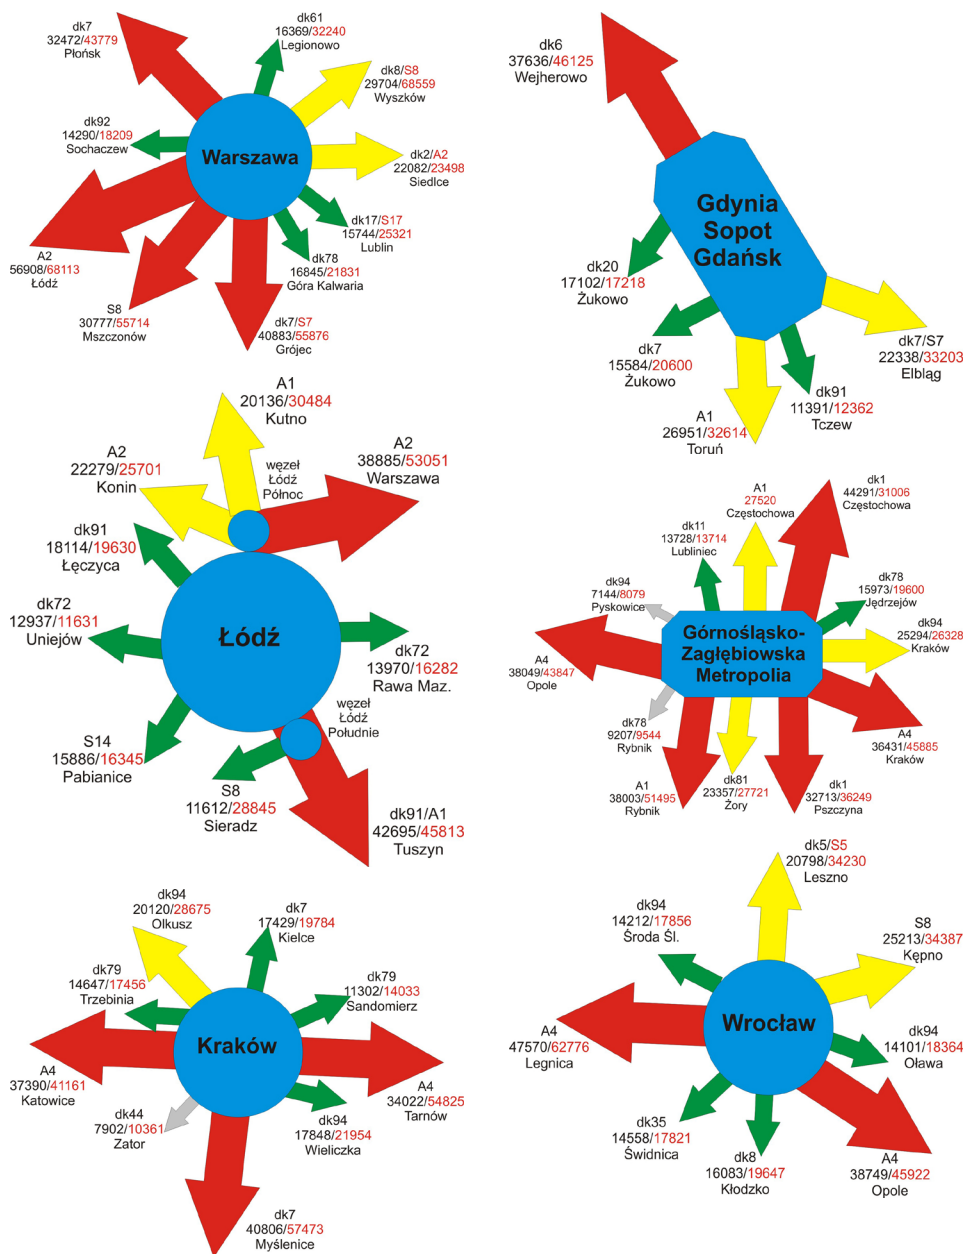 dk7
32472/43779
Płońsk
dk61
16369/32240
Legionowo
dk8/S8
29704/68559
Wyszków
dk92
14290/18209
Sochaczew
Warszawa
dk2/A2
22082/23498
Siedlce
dk17/S17
15744/25321
Lublin
dk78
16845/21831
Góra Kalwaria
A2
56908/68113
Łódź
S8
30777/55714
Mszczonów
dk7/S7
40883/55876
Grójec
dk6
37636/46125
Wejherowo
Gdynia
Sopot
Gdańsk
dk20
17102/17218
Żukowo
dk7
15584/20600
Żukowo
dk7/S7
22338/33203
Elbląg
dk91
11391/12362
Tczew
A1
26951/32614
Toruń
A1
20136/30484
Kutno
A2
22279/25701
Konin
węzeł
Łódź
Północ
A2
38885/53051
Warszawa
dk91
18114/19630
Łęczyca
dk72
12937/11631
Uniejów
Łódź
dk72
13970/16282
Rawa Maz.
węzeł
Łódź
Południe
S14
15886/16345
Pabianice
S8
11612/28845
Sieradz
dk91/A1
42695/45813
Tuszyn
dk1
44291/31006
Częstochowa
A1
27520
Częstochowa
dk11
13728/13714
Lubliniec
dk94
7144/8079
Pyskowice
dk78
15973/19600
Jędrzejów
dk94
25294/26328
Kraków
Górnośląsko-
Zagłębiowska
Metropolia
A4
38049/43847
Opole
dk78
9207/9544
Rybnik
A4
36431/45885
Kraków
A1
38003/51495
Rybnik
dk81
23357/27721
Żory
dk1
32713/36249
Pszczyna
dk94
20120/28675
Olkusz
dk7
17429/19784
Kielce
dk79
14647/17456
Trzebinia
dk79
11302/14033
Sandomierz
Kraków
A4
37390/41161
Katowice
A4
34022/54825
Tarnów
dk44
7902/10361
Zator
dk94
17848/21954
Wieliczka
dk7
40806/57473
Myślenice
dk5/S5
20798/34230
Leszno
dk94
14212/17856
Środa Śl.
S8
25213/34387
Kępno
Wrocław
A4
47570/62776
Legnica
dk94
14101/18364
Oława
dk35
14558/17821
Świdnica
dk8
16083/19647
Kłodzko
A4
38749/45922
Opole